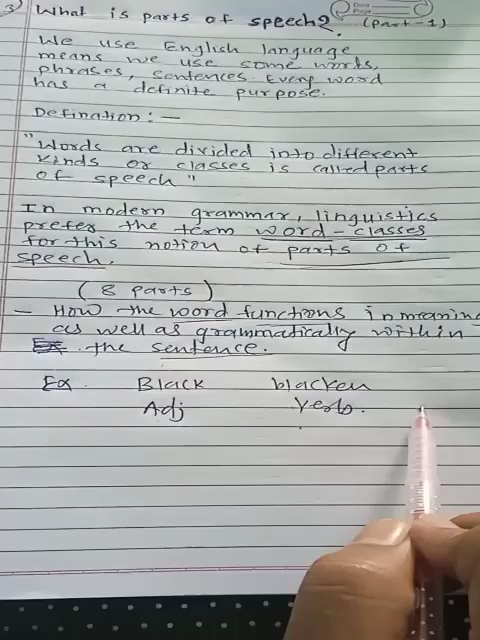 3) What is parts of speech?
(part-1)
We use English language
means we use some words,
phrases, sentences. Every word
has a definite purpose.
Defination : —
"Words are divided into different
kinds or classes is called parts
of speech"
In modern grammar, linguistics
prefer the term word-classes
for this notion of parts of
speech.
(8 parts)
- How the word functions in meaning
as well as grammatically within
the sentence.
Ex. Black blacken
Adj Verb.